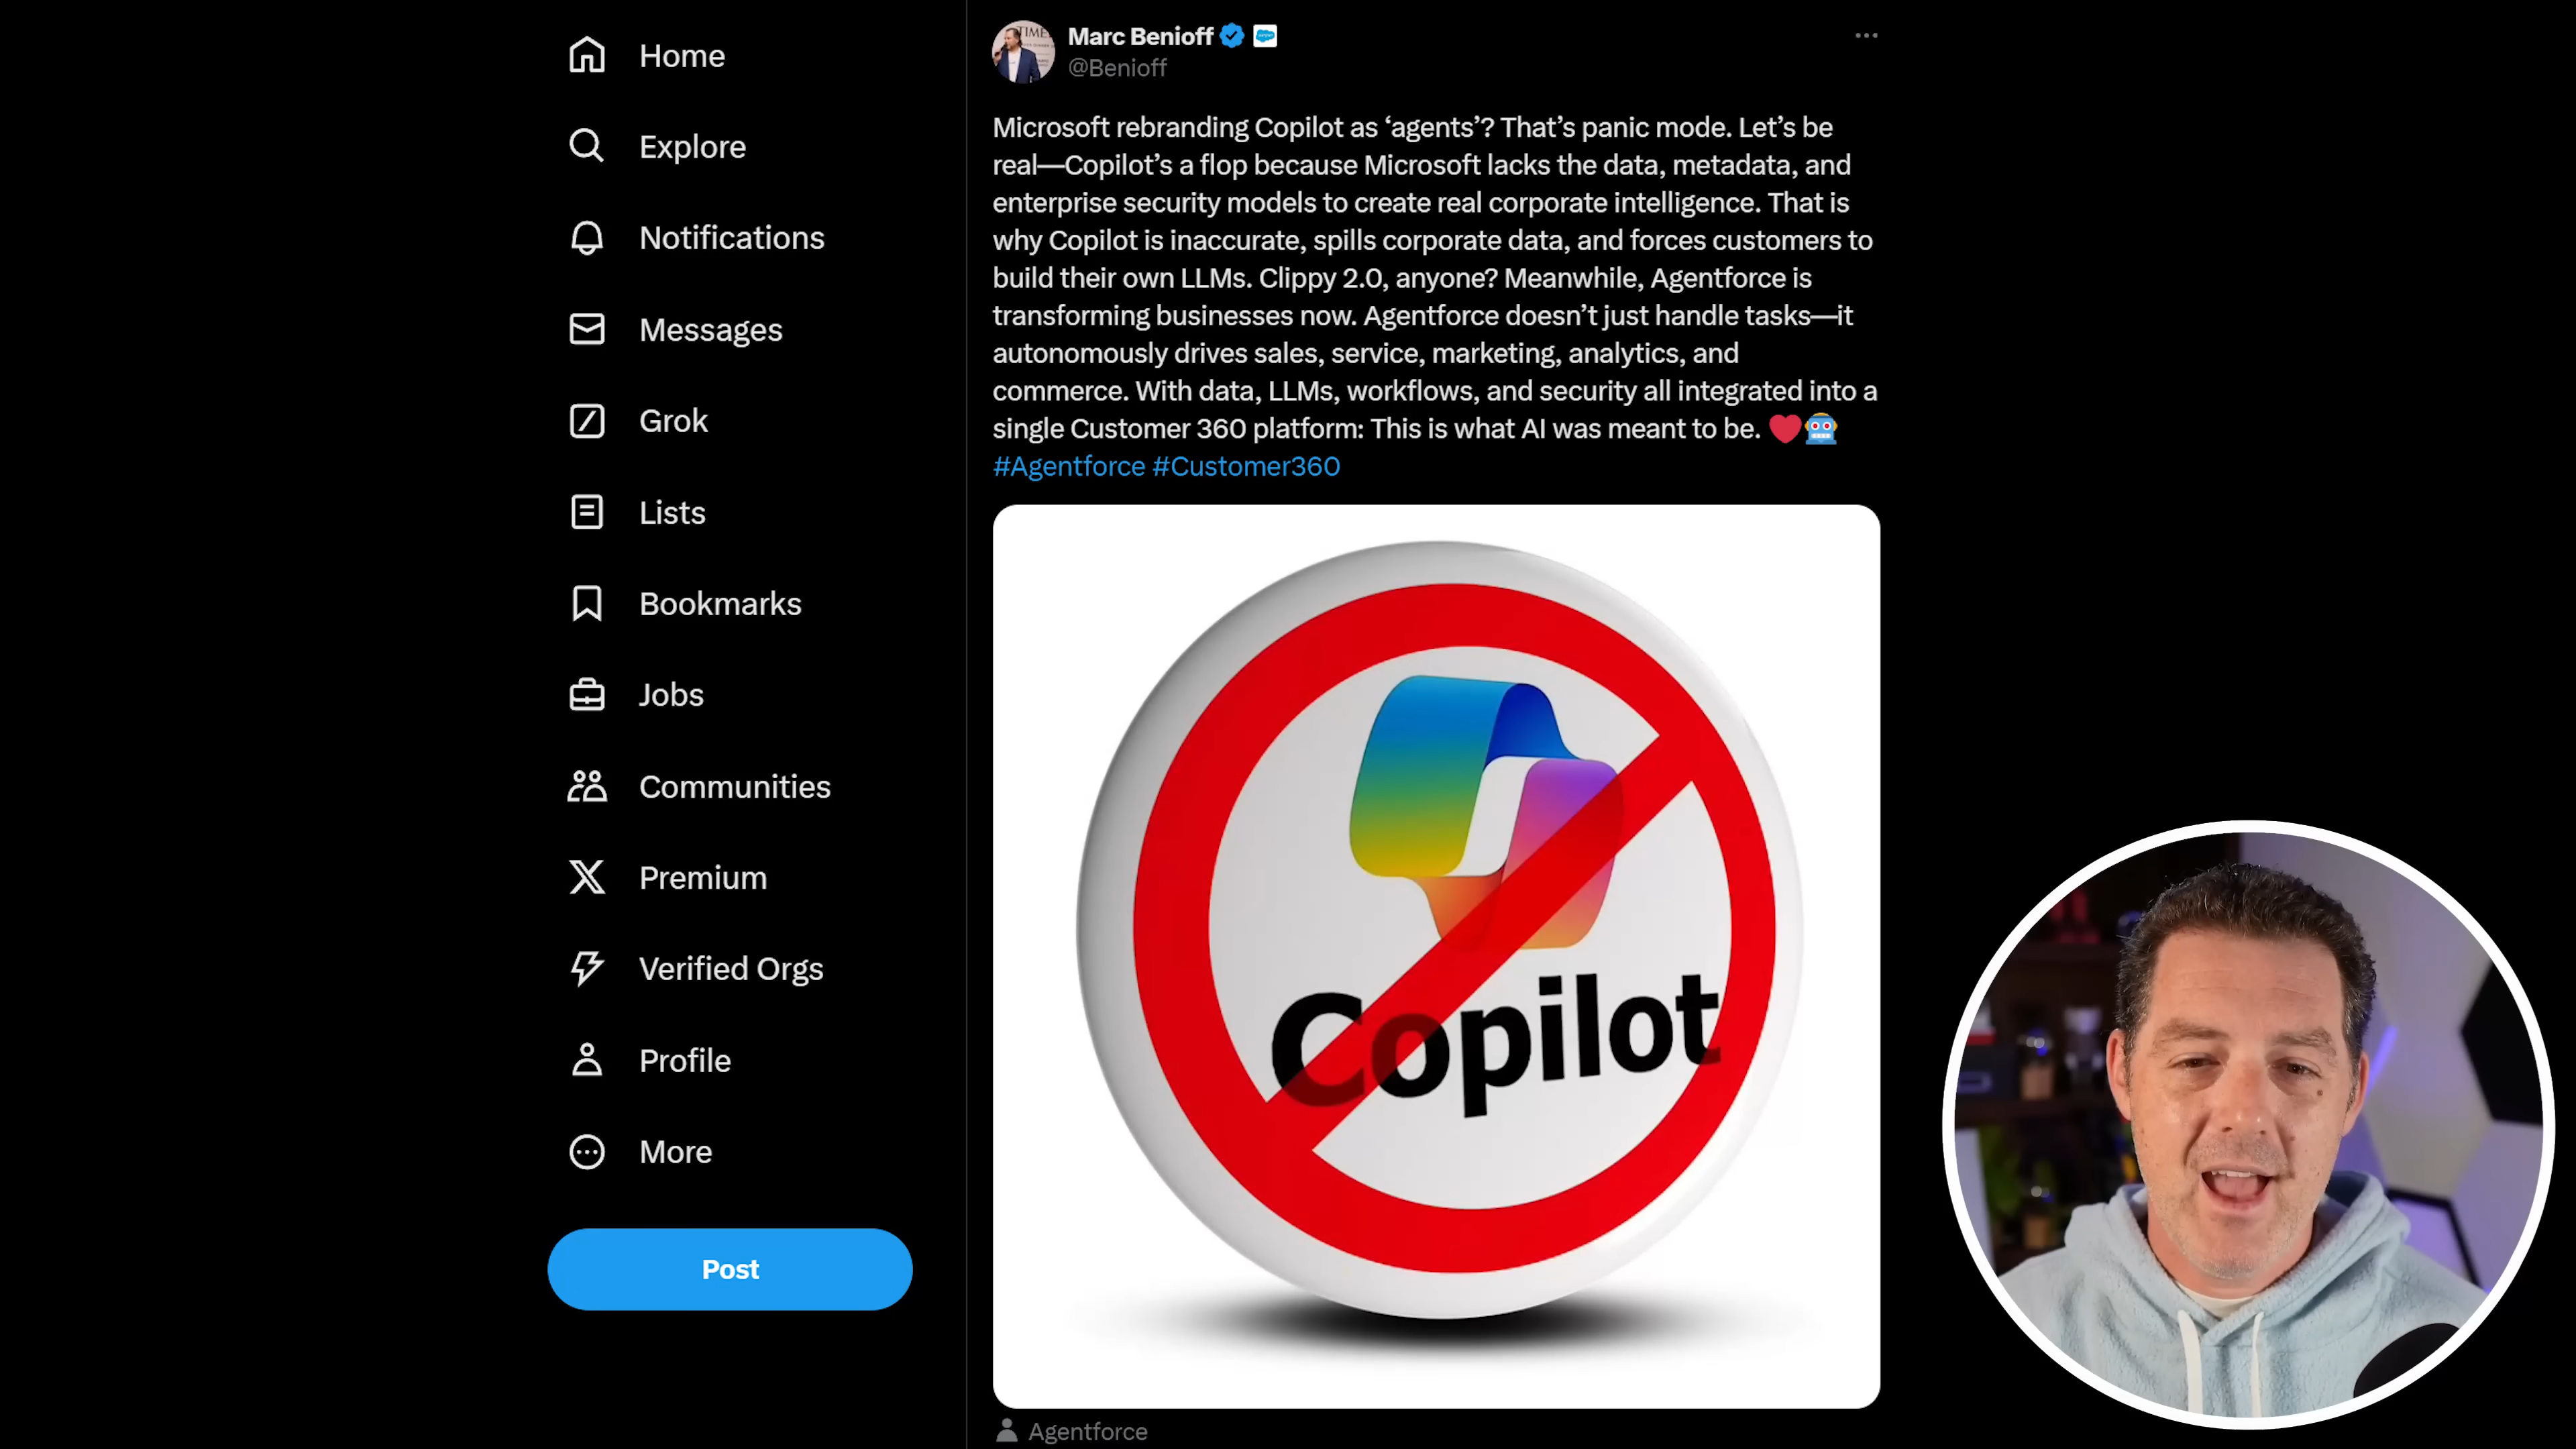 Home
Explore
Notifications
Messages
Grok
Lists
Bookmarks
Jobs
Communities
Premium
Verified Orgs
Profile
More
Post
Marc Benioff
@Benioff
Microsoft rebranding Copilot as ‘agents’? That’s panic mode. Let’s be
real—Copilot’s a flop because Microsoft lacks the data, metadata, and
enterprise security models to create real corporate intelligence. That is
why Copilot is inaccurate, spills corporate data, and forces customers to
build their own LLMs. Clippy 2.0, anyone? Meanwhile, Agentforce is
transforming businesses now. Agentforce doesn’t just handle tasks—it
autonomously drives sales, service, marketing, analytics, and
commerce. With data, LLMs, workflows, and security all integrated into a
single Customer 360 platform: This is what AI was meant to be. ❤️🤖
#Agentforce #Customer360
Copilot
Agentforce